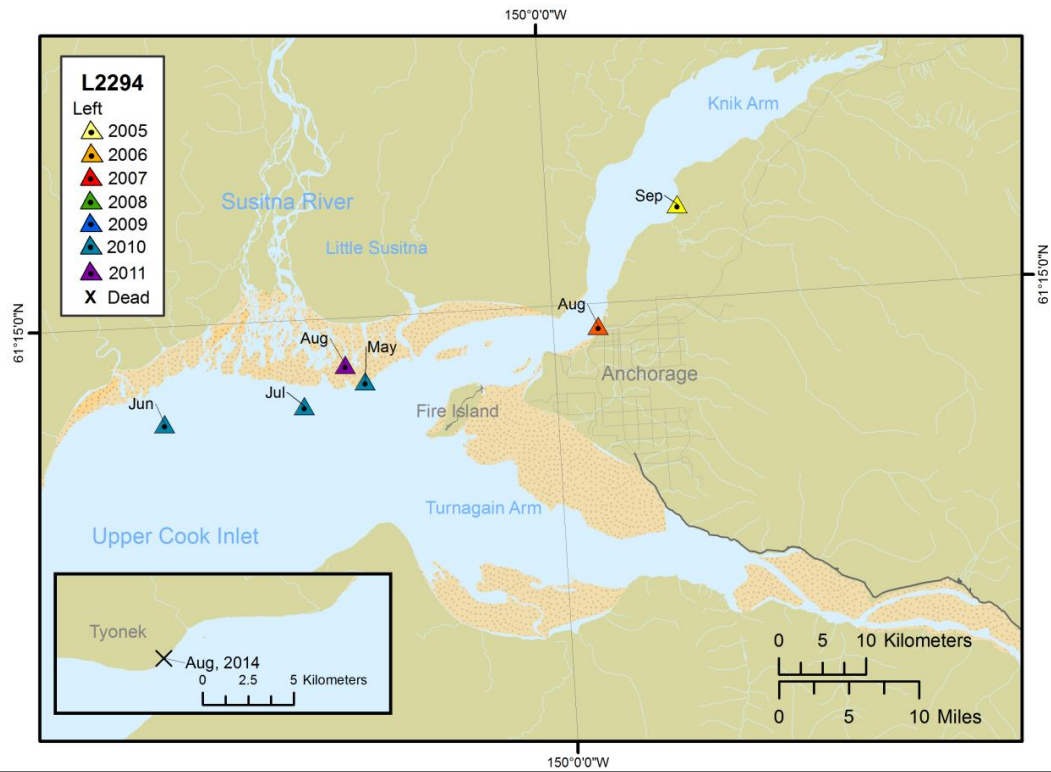 150°0'0"W
L2294
Left
2005
2006
2007
2008
2009
2010
2011
X Dead
Knik Arm
Sep
Susitna River
Little Susitna
61°15'0"N
61°15'0"N
Aug
Aug
May
Anchorage
Jul
Fire Island
Jun
Turnagain Arm
Upper Cook Inlet
Tyonek
Aug, 2014
0 2.5 5 Kilometers
0 5 10 Kilometers
0 5 10 Miles
150°0'0"W